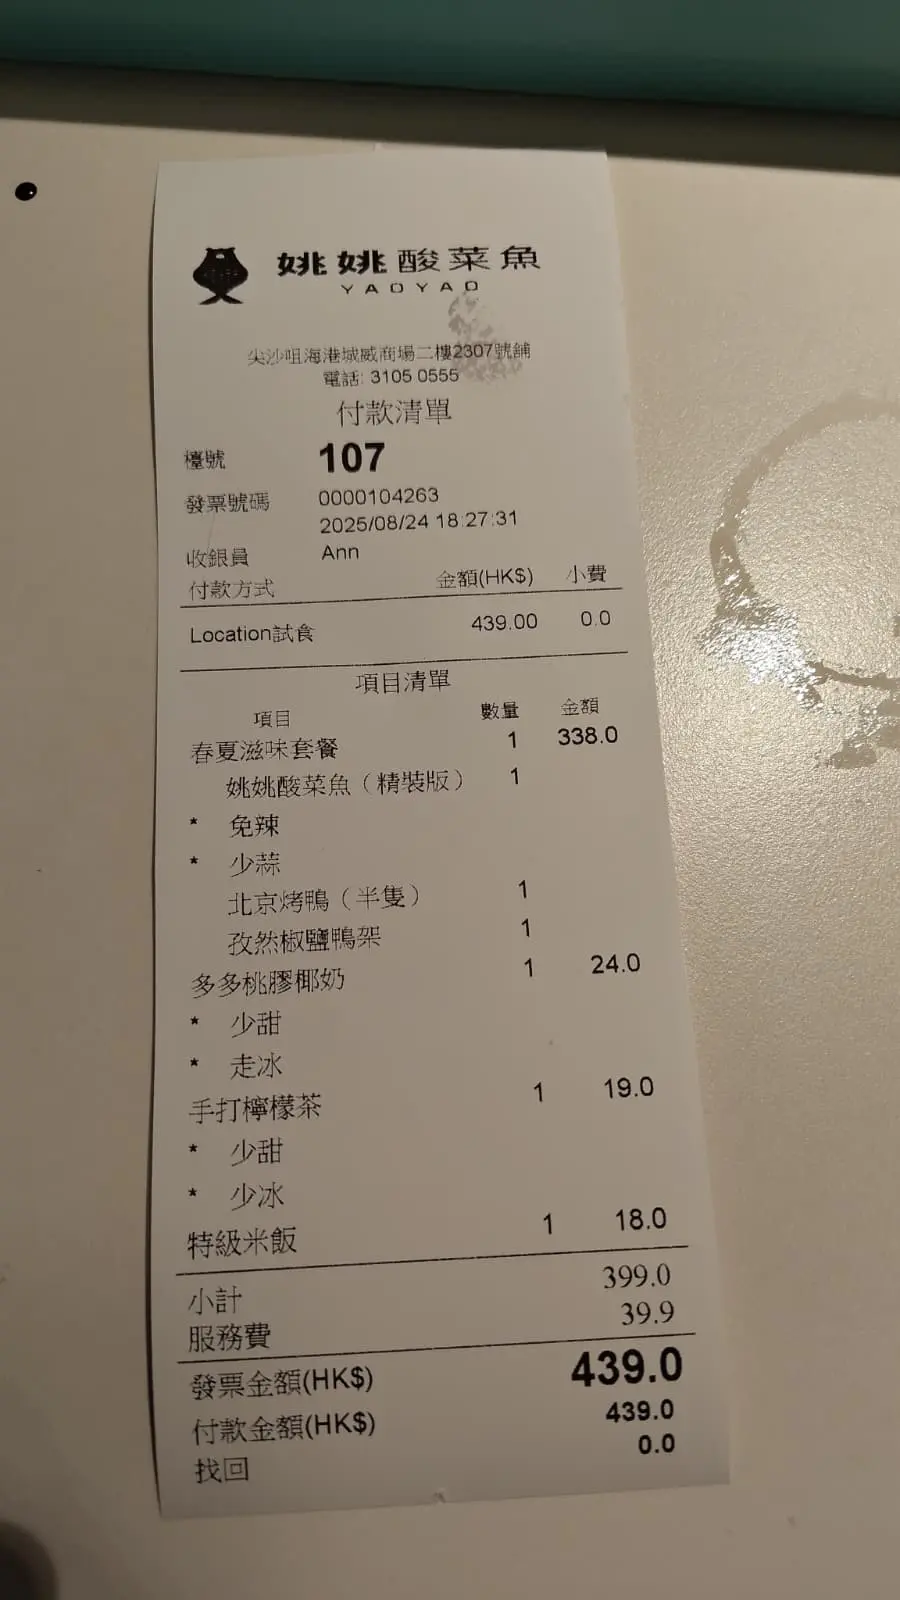 姚姚酸菜魚
YAOYAO
尖沙咀海港城威商場二樓2307號舖
電話: 3105 0555
付款清單
檯號 107
發票號碼 0000104263
2025/08/24 18:27:31
收銀員 Ann
付款方式 金額(HK$) 小費
Location試食 439.00 0.0
項目清單
項目 數量 金額
春夏滋味套餐 1 338.0
姚姚酸菜魚（精裝版） 1
* 免辣
* 少蒜
北京烤鴨（半隻） 1
孜然椒鹽鴨架 1
多多桃膠椰奶 1 24.0
* 少甜
* 走冰
手打檸檬茶 1 19.0
* 少甜
* 少冰
特級米飯 1 18.0
小計 399.0
服務費 39.9
發票金額(HK$) 439.0
付款金額(HK$) 439.0
找回 0.0